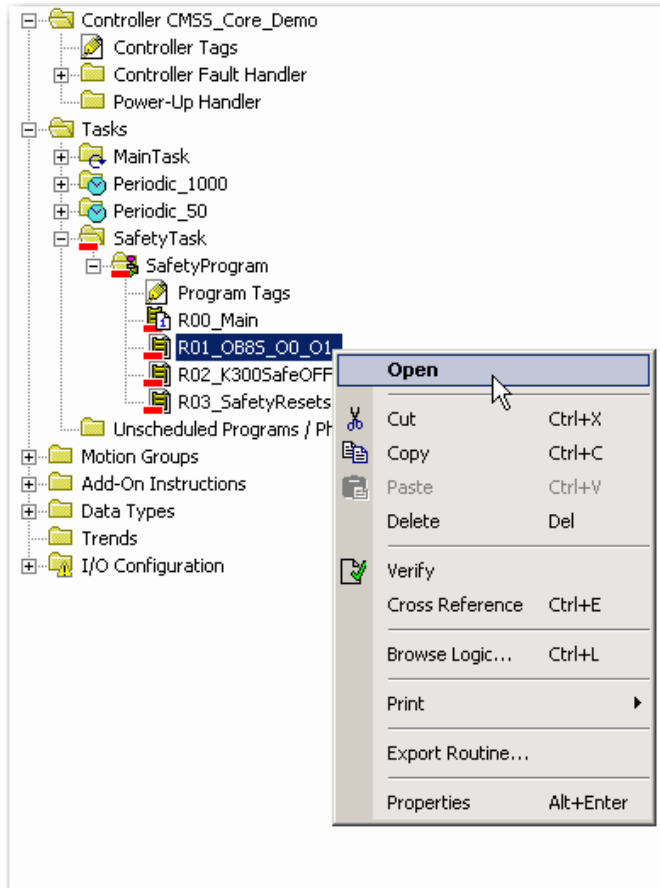 Controller CMSS_Core_Demo
Controller Tags
Controller Fault Handler
Power-Up Handler
Tasks
MainTask
Periodic_1000
Periodic_50
SafetyTask
SafetyProgram
Program Tags
R00_Main
R01_OB8S_O0_O1
R02_K300SafeOFF
R03_SafetyResets
Unscheduled Programs / Ph
Motion Groups
Add-On Instructions
Data Types
Trends
I/O Configuration
Open
Cut Ctrl+X
Copy Ctrl+C
Paste Ctrl+V
Delete Del
Verify
Cross Reference Ctrl+E
Browse Logic... Ctrl+L
Print
Export Routine...
Properties Alt+Enter